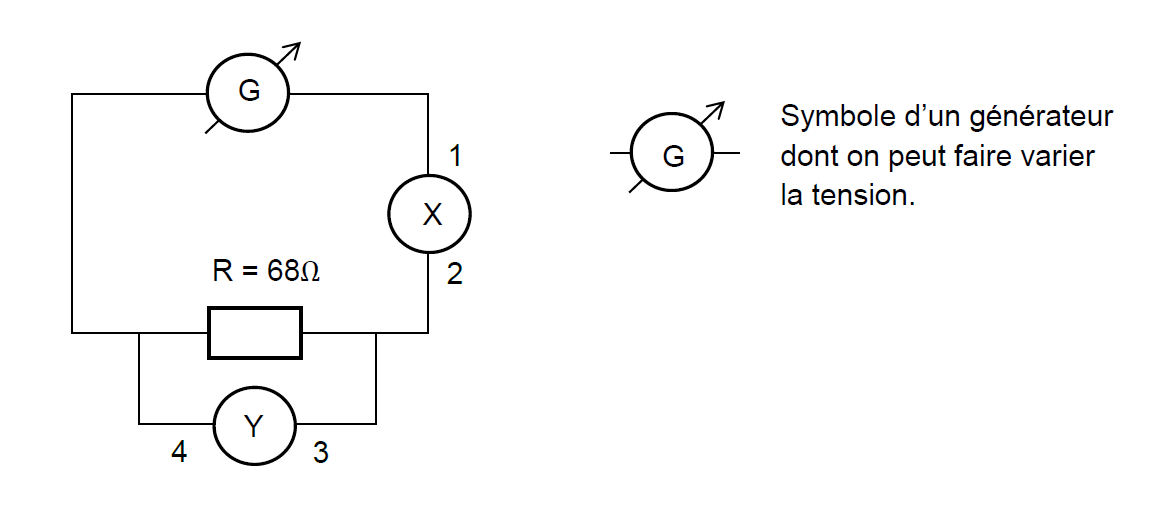 G
1
X
2
R = 68Ω
Y
4
3
G
Symbole d’un générateur
dont on peut faire varier
la tension.